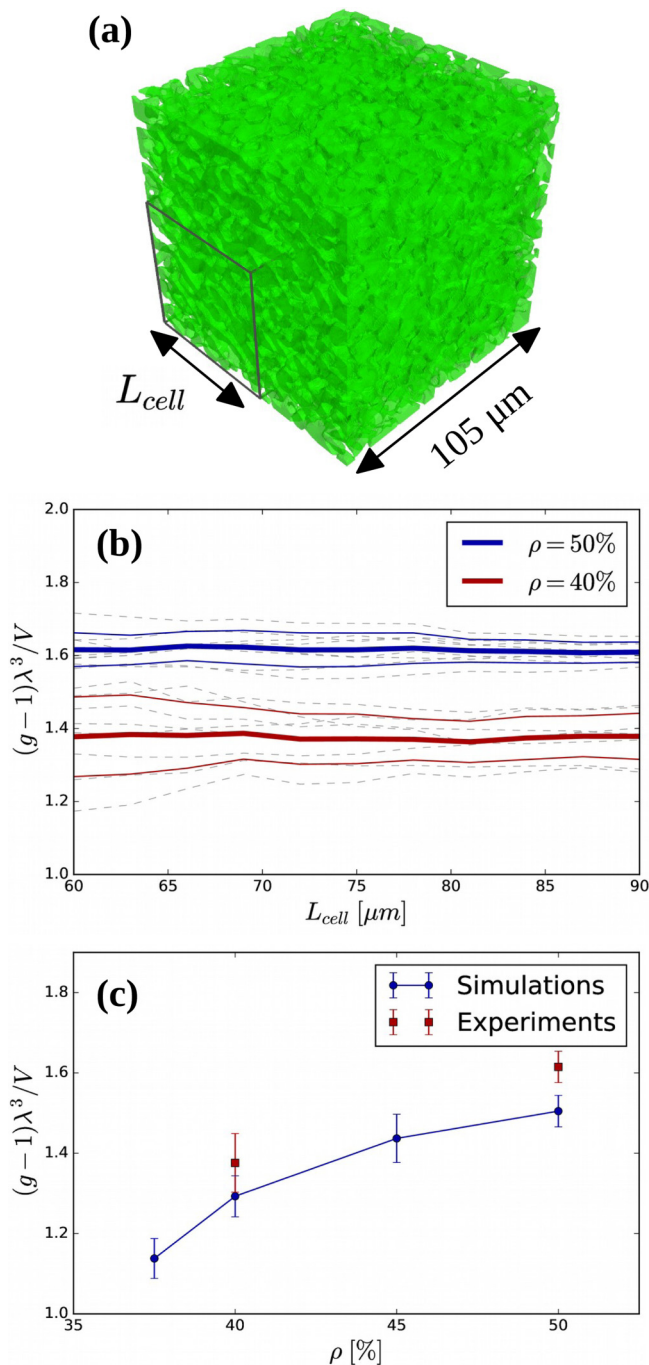 (a)
L_cell
105 μm
(b)
ρ = 50%
ρ = 40%
2.0
1.8
1.6
1.4
1.2
1.0
(g − 1)λ³/V
60 65 70 75 80 85 90
L_cell [μm]
(c)
Simulations
Experiments
1.8
1.6
1.4
1.2
1.0
(g − 1)λ³/V
35 40 45 50
ρ [%]